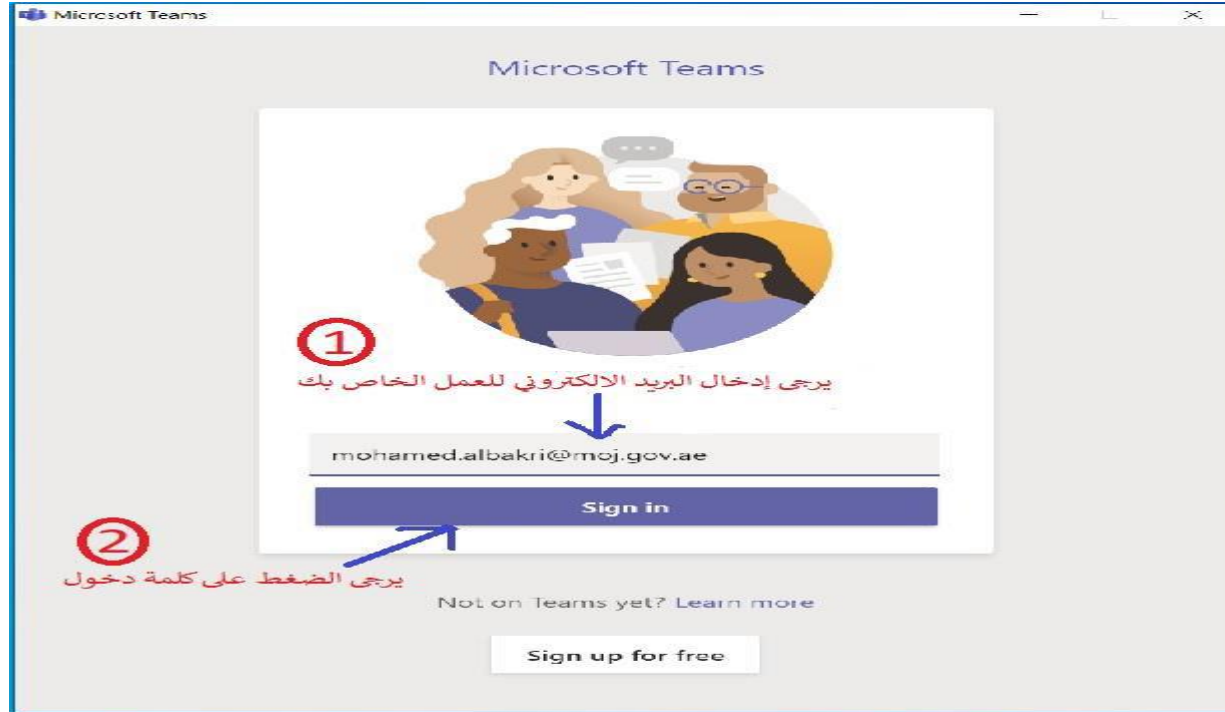 Microsoft Teams
Microsoft Teams
1
يرجى إدخال البريد الالكتروني للعمل الخاص بك
mohamed.albakri@moj.gov.ae
Sign in
2
يرجى الضغط على كلمة دخول
Not on Teams yet? Learn more
Sign up for free